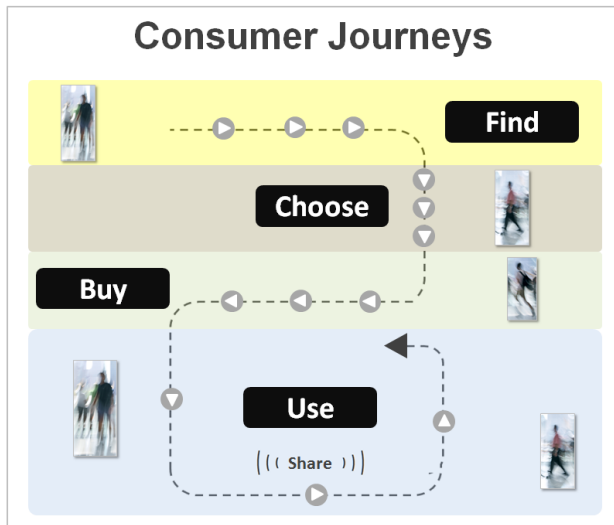 Consumer Journeys
Find
Choose
Buy
Use
(((Share)))